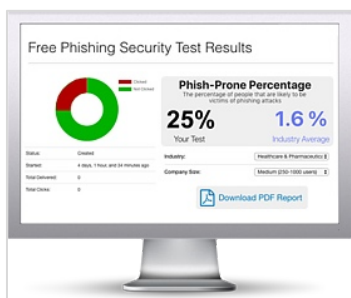 Free Phishing Security Test Results
Clicked
Not Clicked
Phish-Prone Percentage
The percentage of people that are likely to be
victims of phishing attacks
25%
1.6 %
Your Test
Industry Average
Status:
Created
Started:
4 days, 1 hour, and 34 minutes ago
Total Delivered:
0
Total Clicks:
0
Industry:
Healthcare & Pharmaceutics
Company Size:
Medium (250-1000 users)
Download PDF Report